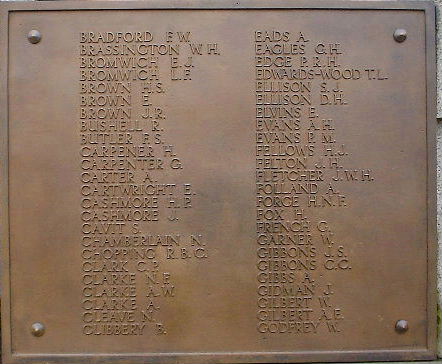 BRADFORD F.W.
BRASSINGTON W.H.
BROMWICH E.J.
BROMWICH L.F.
BROWN H.S.
BROWN E.
BROWN J.R.
BUSHELL R.
BUTLER F.S.
CARPENER H.
CARPENTER G.
CARTER A.
CARTWRIGHT E.
CASHMORE H.P.
CASHMORE J.
CAVIT S.
CHAMBERLAIN N.
CHOPPING R.B.C.
CLARK C.F.
CLARKE N.F.
CLARKE A.W.
CLARKE A.
CLEAVE N.
CLIBBERY B.
EADS A.
EAGLES C.H.
EDGE P.R.H.
EDWARDS-WOOD T.L.
ELLISON S.J.
ELLISON D.H.
ELVINS E.
EVANS A.H.
EVANS P.M.
FELLOWS H.J.
FELTON J.H.
FLETCHER J.W.H.
FOLLAND A.
FORGE H.N.F.
FOX H.
FRENCH G.
GARNER W.
GIBBONS J.S.
GIBBONS C.C.
GIBBS A.
GIDMAN J.
GILBERT W.
GILBERT A.E.
GODFREY W.